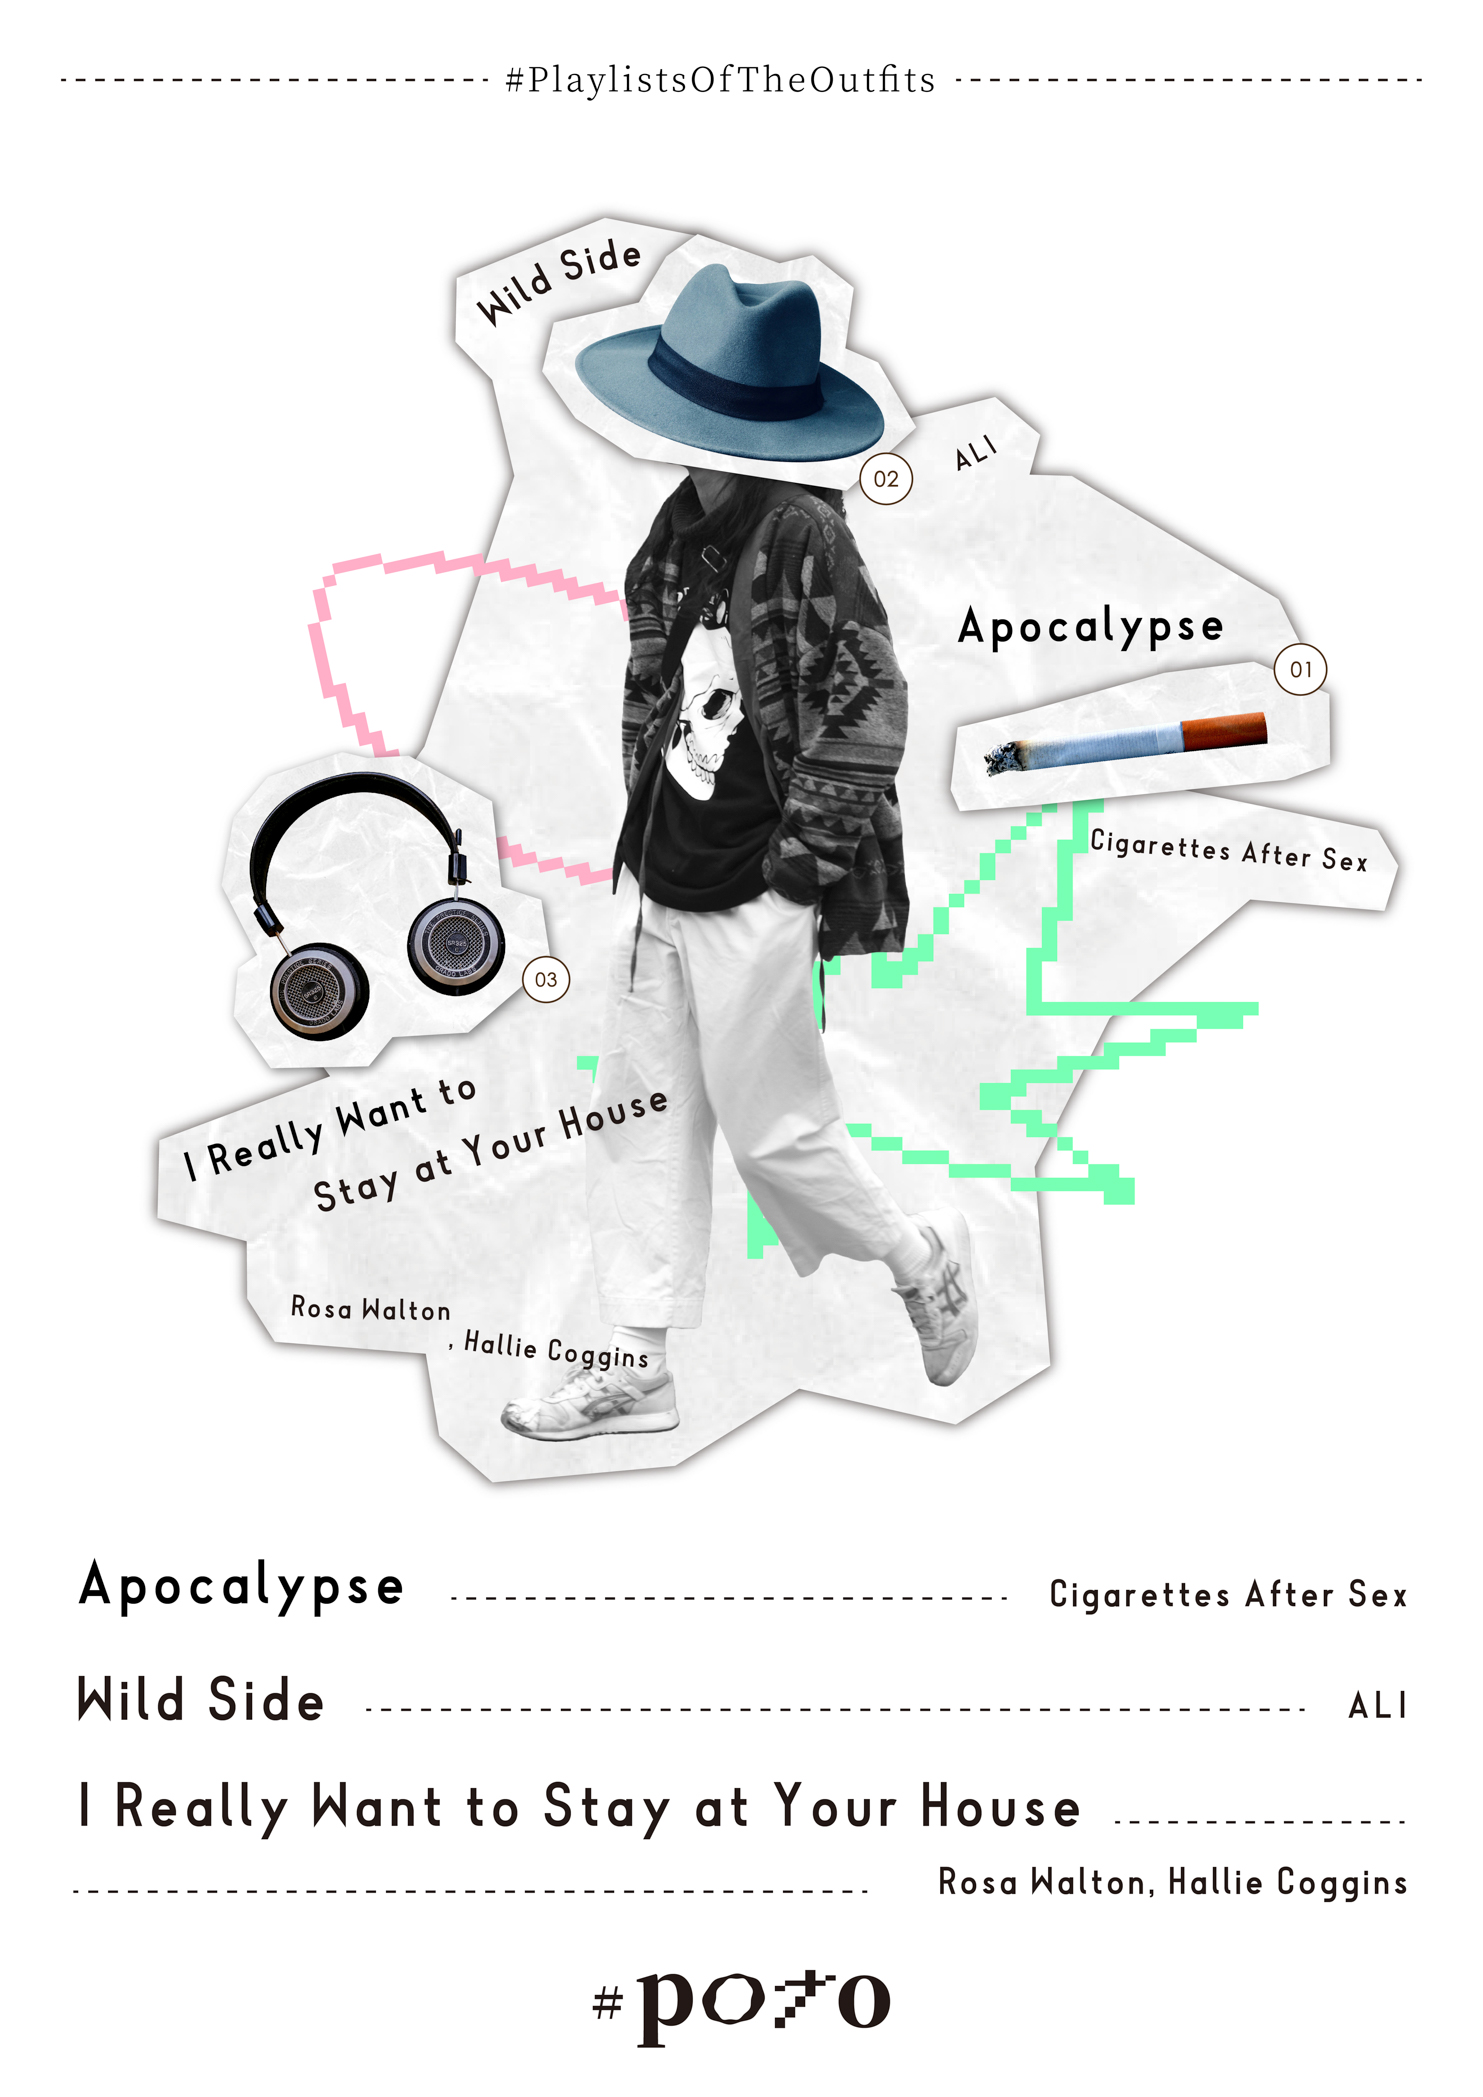 #PlaylistsOfTheOutfits
Wild Side
02
ALI
Apocalypse
01
Cigarettes After Sex
03
I Really Want to
Stay at Your House
Rosa Walton
, Hallie Coggins
Apocalypse
Cigarettes After Sex
Wild Side
ALI
I Really Want to Stay at Your House
Rosa Walton, Hallie Coggins
#poto